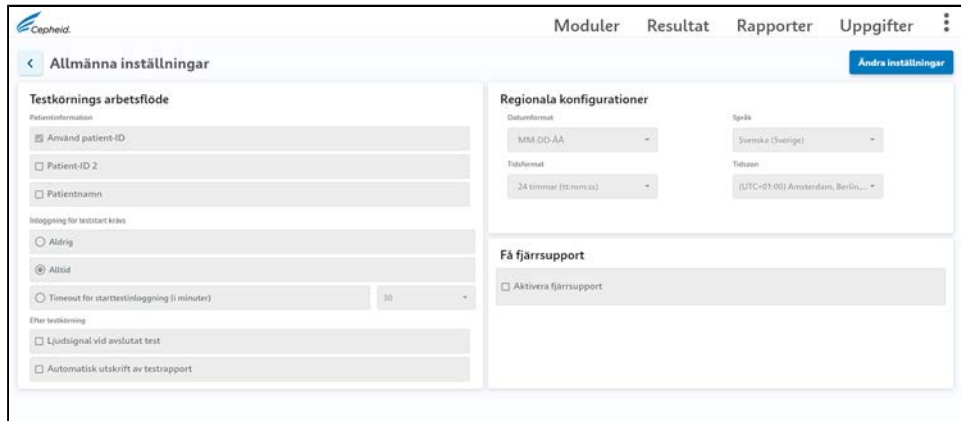 Cepheid.
Moduler Resultat Rapporter Uppgifter
Allmänna inställningar
Ändra inställningar
Testkörnings arbetsflöde
Patientinformation
Använd patient-ID
Patient-ID 2
Patientnamn
Inloggning för teststart krävs
Aldrig
Alltid
Timeout för starttestinloggning (i minuter) 30
Efter testkörning
Ljudsignal vid avslutat test
Automatisk utskrift av testrapport
Regionala konfigurationer
Datumformat Språk
MM-DD-ÅÅ Svenska (Sverige)
Tidsformat Tidszon
24 timmar (tt:mm:ss) (UTC+01:00) Amsterdam, Berlin,...
Få fjärrsupport
Aktivera fjärrsupport